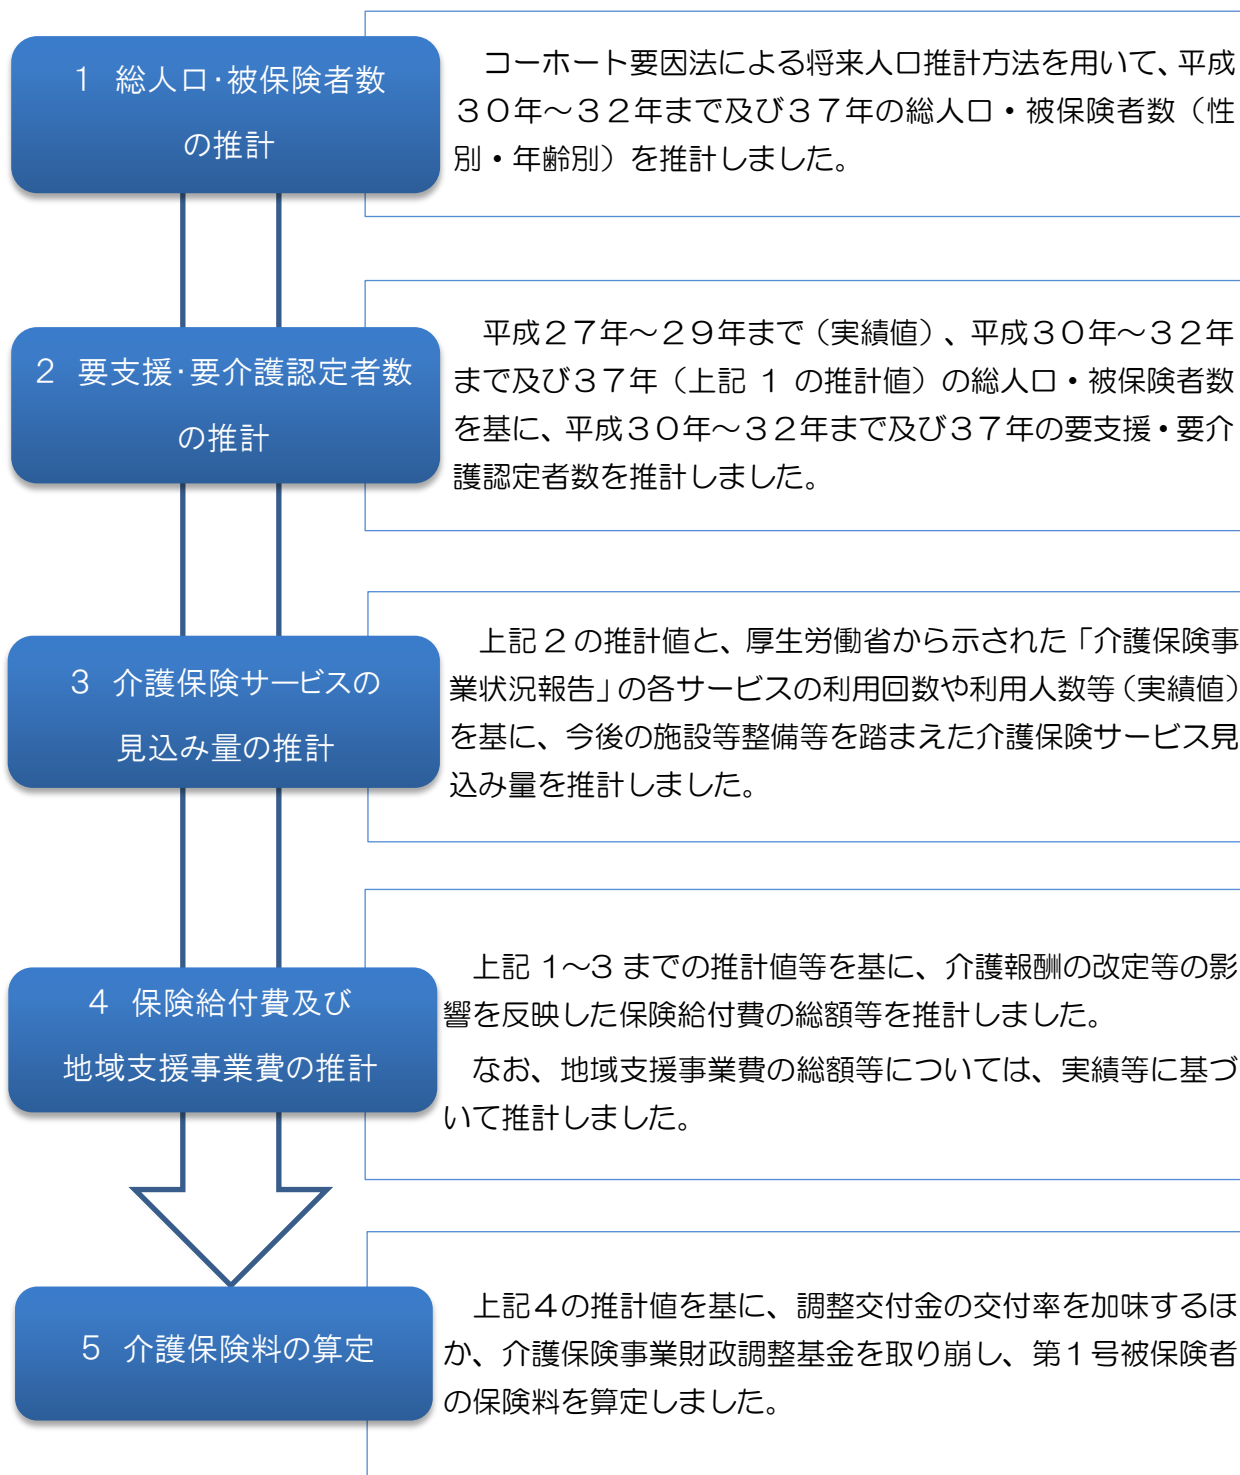 1 総人口･被保険者数
の推計
コーホート要因法による将来人口推計方法を用いて、平成
３０年～３２年まで及び３７年の総人口・被保険者数（性
別・年齢別）を推計しました。
2 要支援･要介護認定者数
の推計
平成２７年～２９年まで（実績値）、平成３０年～３２年
まで及び３７年（上記 1 の推計値）の総人口・被保険者数
を基に、平成３０年～３２年まで及び３７年の要支援・要介
護認定者数を推計しました。
3 介護保険サービスの
見込み量の推計
上記 2 の推計値と、厚生労働省から示された「介護保険事
業状況報告」の各サービスの利用回数や利用人数等（実績値）
を基に、今後の施設等整備等を踏まえた介護保険サービス見
込み量を推計しました。
4 保険給付費及び
地域支援事業費の推計
上記 1～3 までの推計値等を基に、介護報酬の改定等の影
響を反映した保険給付費の総額等を推計しました。
なお、地域支援事業費の総額等については、実績等に基づ
いて推計しました。
5 介護保険料の算定
上記４の推計値を基に、調整交付金の交付率を加味するほ
か、介護保険事業財政調整基金を取り崩し、第１号被保険者
の保険料を算定しました。